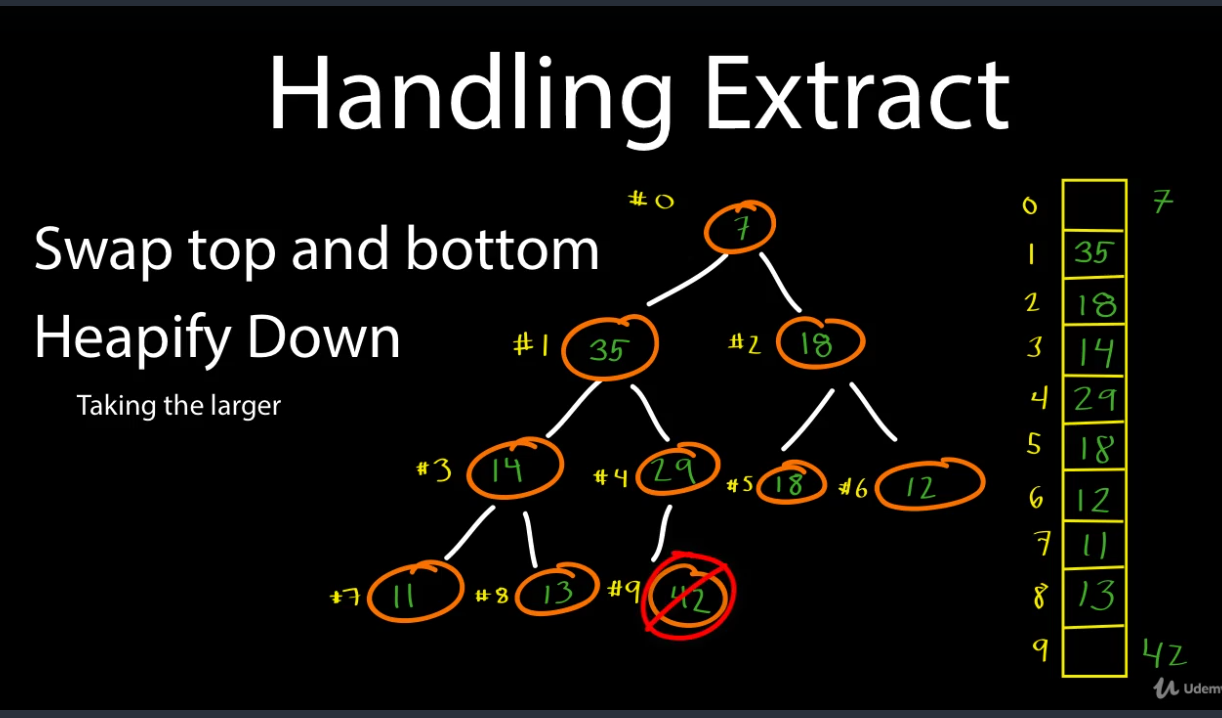 Handling Extract
Swap top and bottom
Heapify Down
Taking the larger
#0 7
#1 35 #2 18
#3 14 #4 29 #5 18 #6 12
#7 11 #8 13 #9 42
0 7
1 35
2 18
3 14
4 29
5 18
6 12
7 11
8 13
9 42